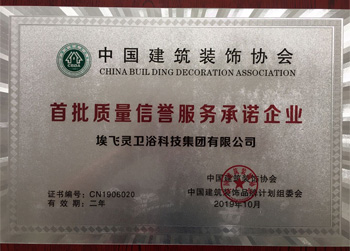 中国建筑装饰协会
CHINA BUILDING DECORATION ASSOCIATION
首批质量信誉服务承诺企业
埃飞灵卫浴科技集团有限公司
中国建筑装饰协会
证书编号：CN1906020
中国建筑装饰品牌计划组委会
有 效 期：二年
2019年10月